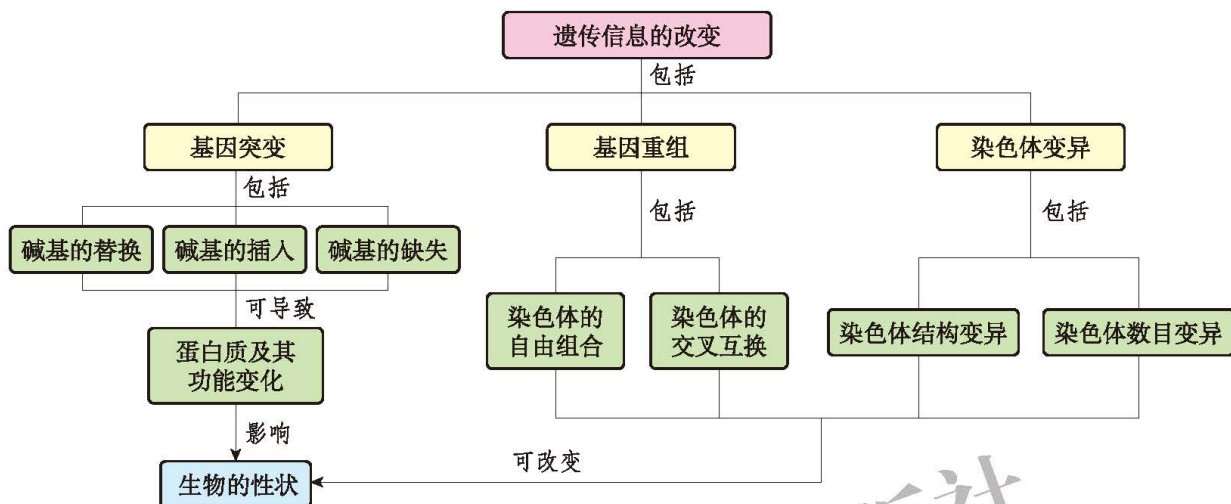 遗传信息的改变
包括
基因突变
基因重组
染色体变异
包括
包括
包括
碱基的替换
碱基的插入
碱基的缺失
可导致
染色体的
自由组合
染色体的
交叉互换
染色体结构变异
染色体数目变异
蛋白质及其
功能变化
影响
可改变
生物的性状